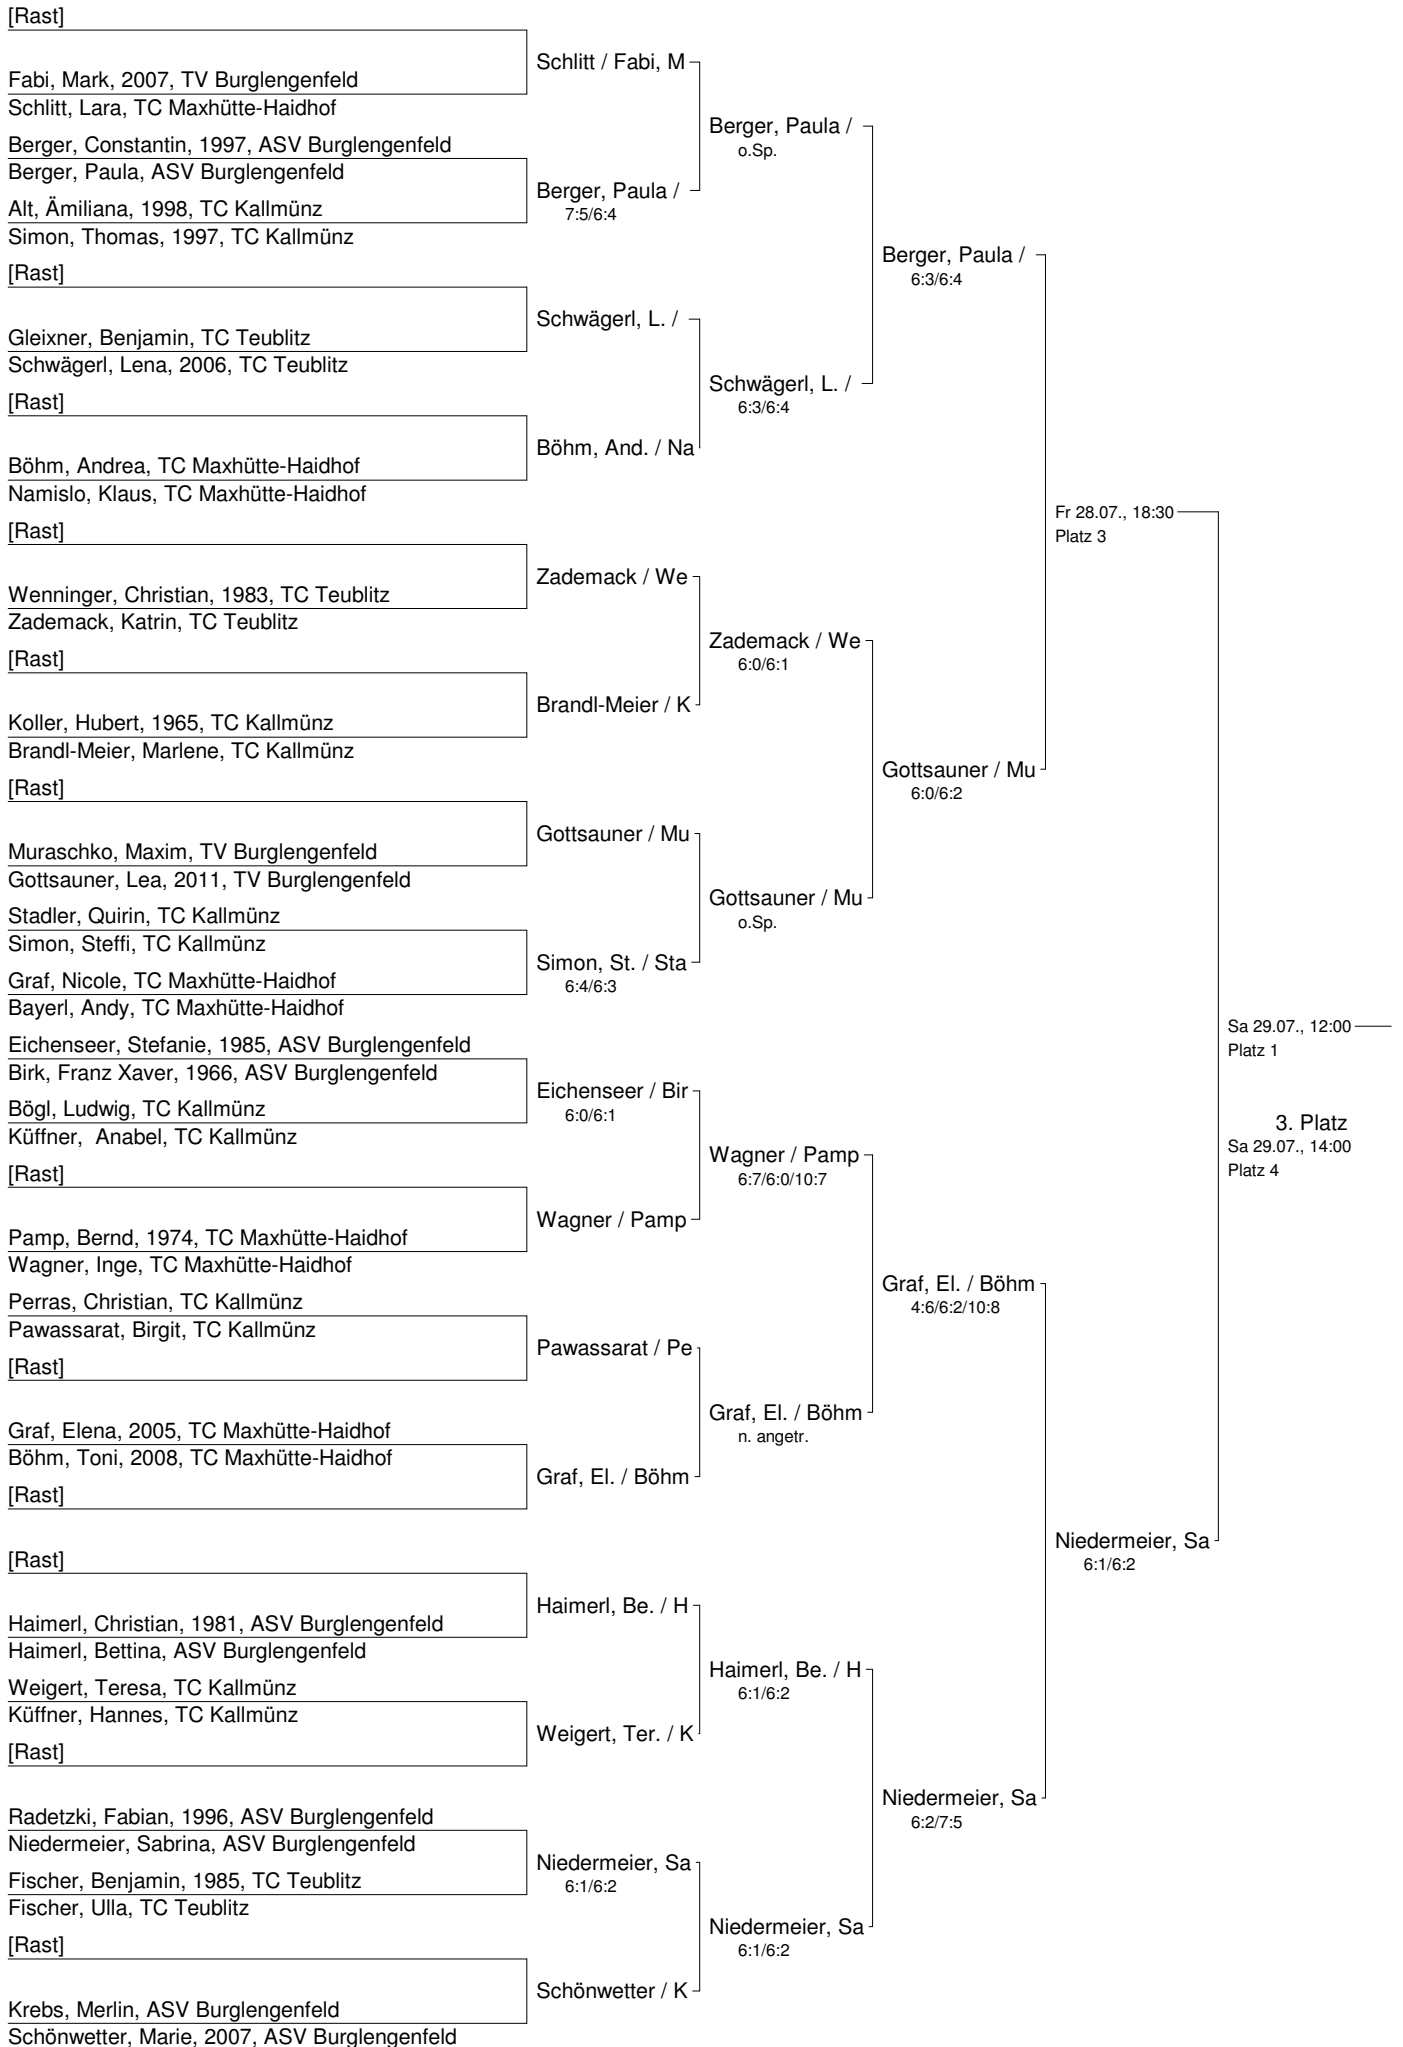 [Rast]
Schlitt / Fabi, M
Fabi, Mark, 2007, TV Burglengenfeld
Schlitt, Lara, TC Maxhütte-Haidhof
Berger, Paula /
o.Sp.
Berger, Constantin, 1997, ASV Burglengenfeld
Berger, Paula, ASV Burglengenfeld
Berger, Paula /
7:5/6:4
Alt, Ämiliana, 1998, TC Kallmünz
Simon, Thomas, 1997, TC Kallmünz
Berger, Paula /
6:3/6:4
[Rast]
Schwägerl, L. /
Gleixner, Benjamin, TC Teublitz
Schwägerl, Lena, 2006, TC Teublitz
Schwägerl, L. /
6:3/6:4
[Rast]
Böhm, And. / Na
Böhm, Andrea, TC Maxhütte-Haidhof
Namislo, Klaus, TC Maxhütte-Haidhof
Fr 28.07., 18:30
Platz 3
[Rast]
Zademack / We
Wenninger, Christian, 1983, TC Teublitz
Zademack, Katrin, TC Teublitz
Zademack / We
6:0/6:1
[Rast]
Brandl-Meier / K
Koller, Hubert, 1965, TC Kallmünz
Brandl-Meier, Marlene, TC Kallmünz
Gottsauner / Mu
6:0/6:2
[Rast]
Gottsauner / Mu
Muraschko, Maxim, TV Burglengenfeld
Gottsauner, Lea, 2011, TV Burglengenfeld
Gottsauner / Mu
o.Sp.
Stadler, Quirin, TC Kallmünz
Simon, Steffi, TC Kallmünz
Simon, St. / Sta
6:4/6:3
Graf, Nicole, TC Maxhütte-Haidhof
Bayerl, Andy, TC Maxhütte-Haidhof
Sa 29.07., 12:00
Platz 1
Eichenseer, Stefanie, 1985, ASV Burglengenfeld
Birk, Franz Xaver, 1966, ASV Burglengenfeld
Eichenseer / Bir
6:0/6:1
Bögl, Ludwig, TC Kallmünz
Küffner,  Anabel, TC Kallmünz
3. Platz
Sa 29.07., 14:00
Platz 4
Wagner / Pamp
6:7/6:0/10:7
[Rast]
Wagner / Pamp
Pamp, Bernd, 1974, TC Maxhütte-Haidhof
Wagner, Inge, TC Maxhütte-Haidhof
Graf, El. / Böhm
4:6/6:2/10:8
Perras, Christian, TC Kallmünz
Pawassarat, Birgit, TC Kallmünz
Pawassarat / Pe
[Rast]
Graf, El. / Böhm
n. angetr.
Graf, Elena, 2005, TC Maxhütte-Haidhof
Böhm, Toni, 2008, TC Maxhütte-Haidhof
Graf, El. / Böhm
[Rast]
Niedermeier, Sa
6:1/6:2
[Rast]
Haimerl, Be. / H
Haimerl, Christian, 1981, ASV Burglengenfeld
Haimerl, Bettina, ASV Burglengenfeld
Haimerl, Be. / H
6:1/6:2
Weigert, Teresa, TC Kallmünz
Küffner, Hannes, TC Kallmünz
Weigert, Ter. / K
[Rast]
Niedermeier, Sa
6:2/7:5
Radetzki, Fabian, 1996, ASV Burglengenfeld
Niedermeier, Sabrina, ASV Burglengenfeld
Niedermeier, Sa
6:1/6:2
Fischer, Benjamin, 1985, TC Teublitz
Fischer, Ulla, TC Teublitz
Niedermeier, Sa
6:1/6:2
[Rast]
Schönwetter / K
Krebs, Merlin, ASV Burglengenfeld
Schönwetter, Marie, 2007, ASV Burglengenfeld